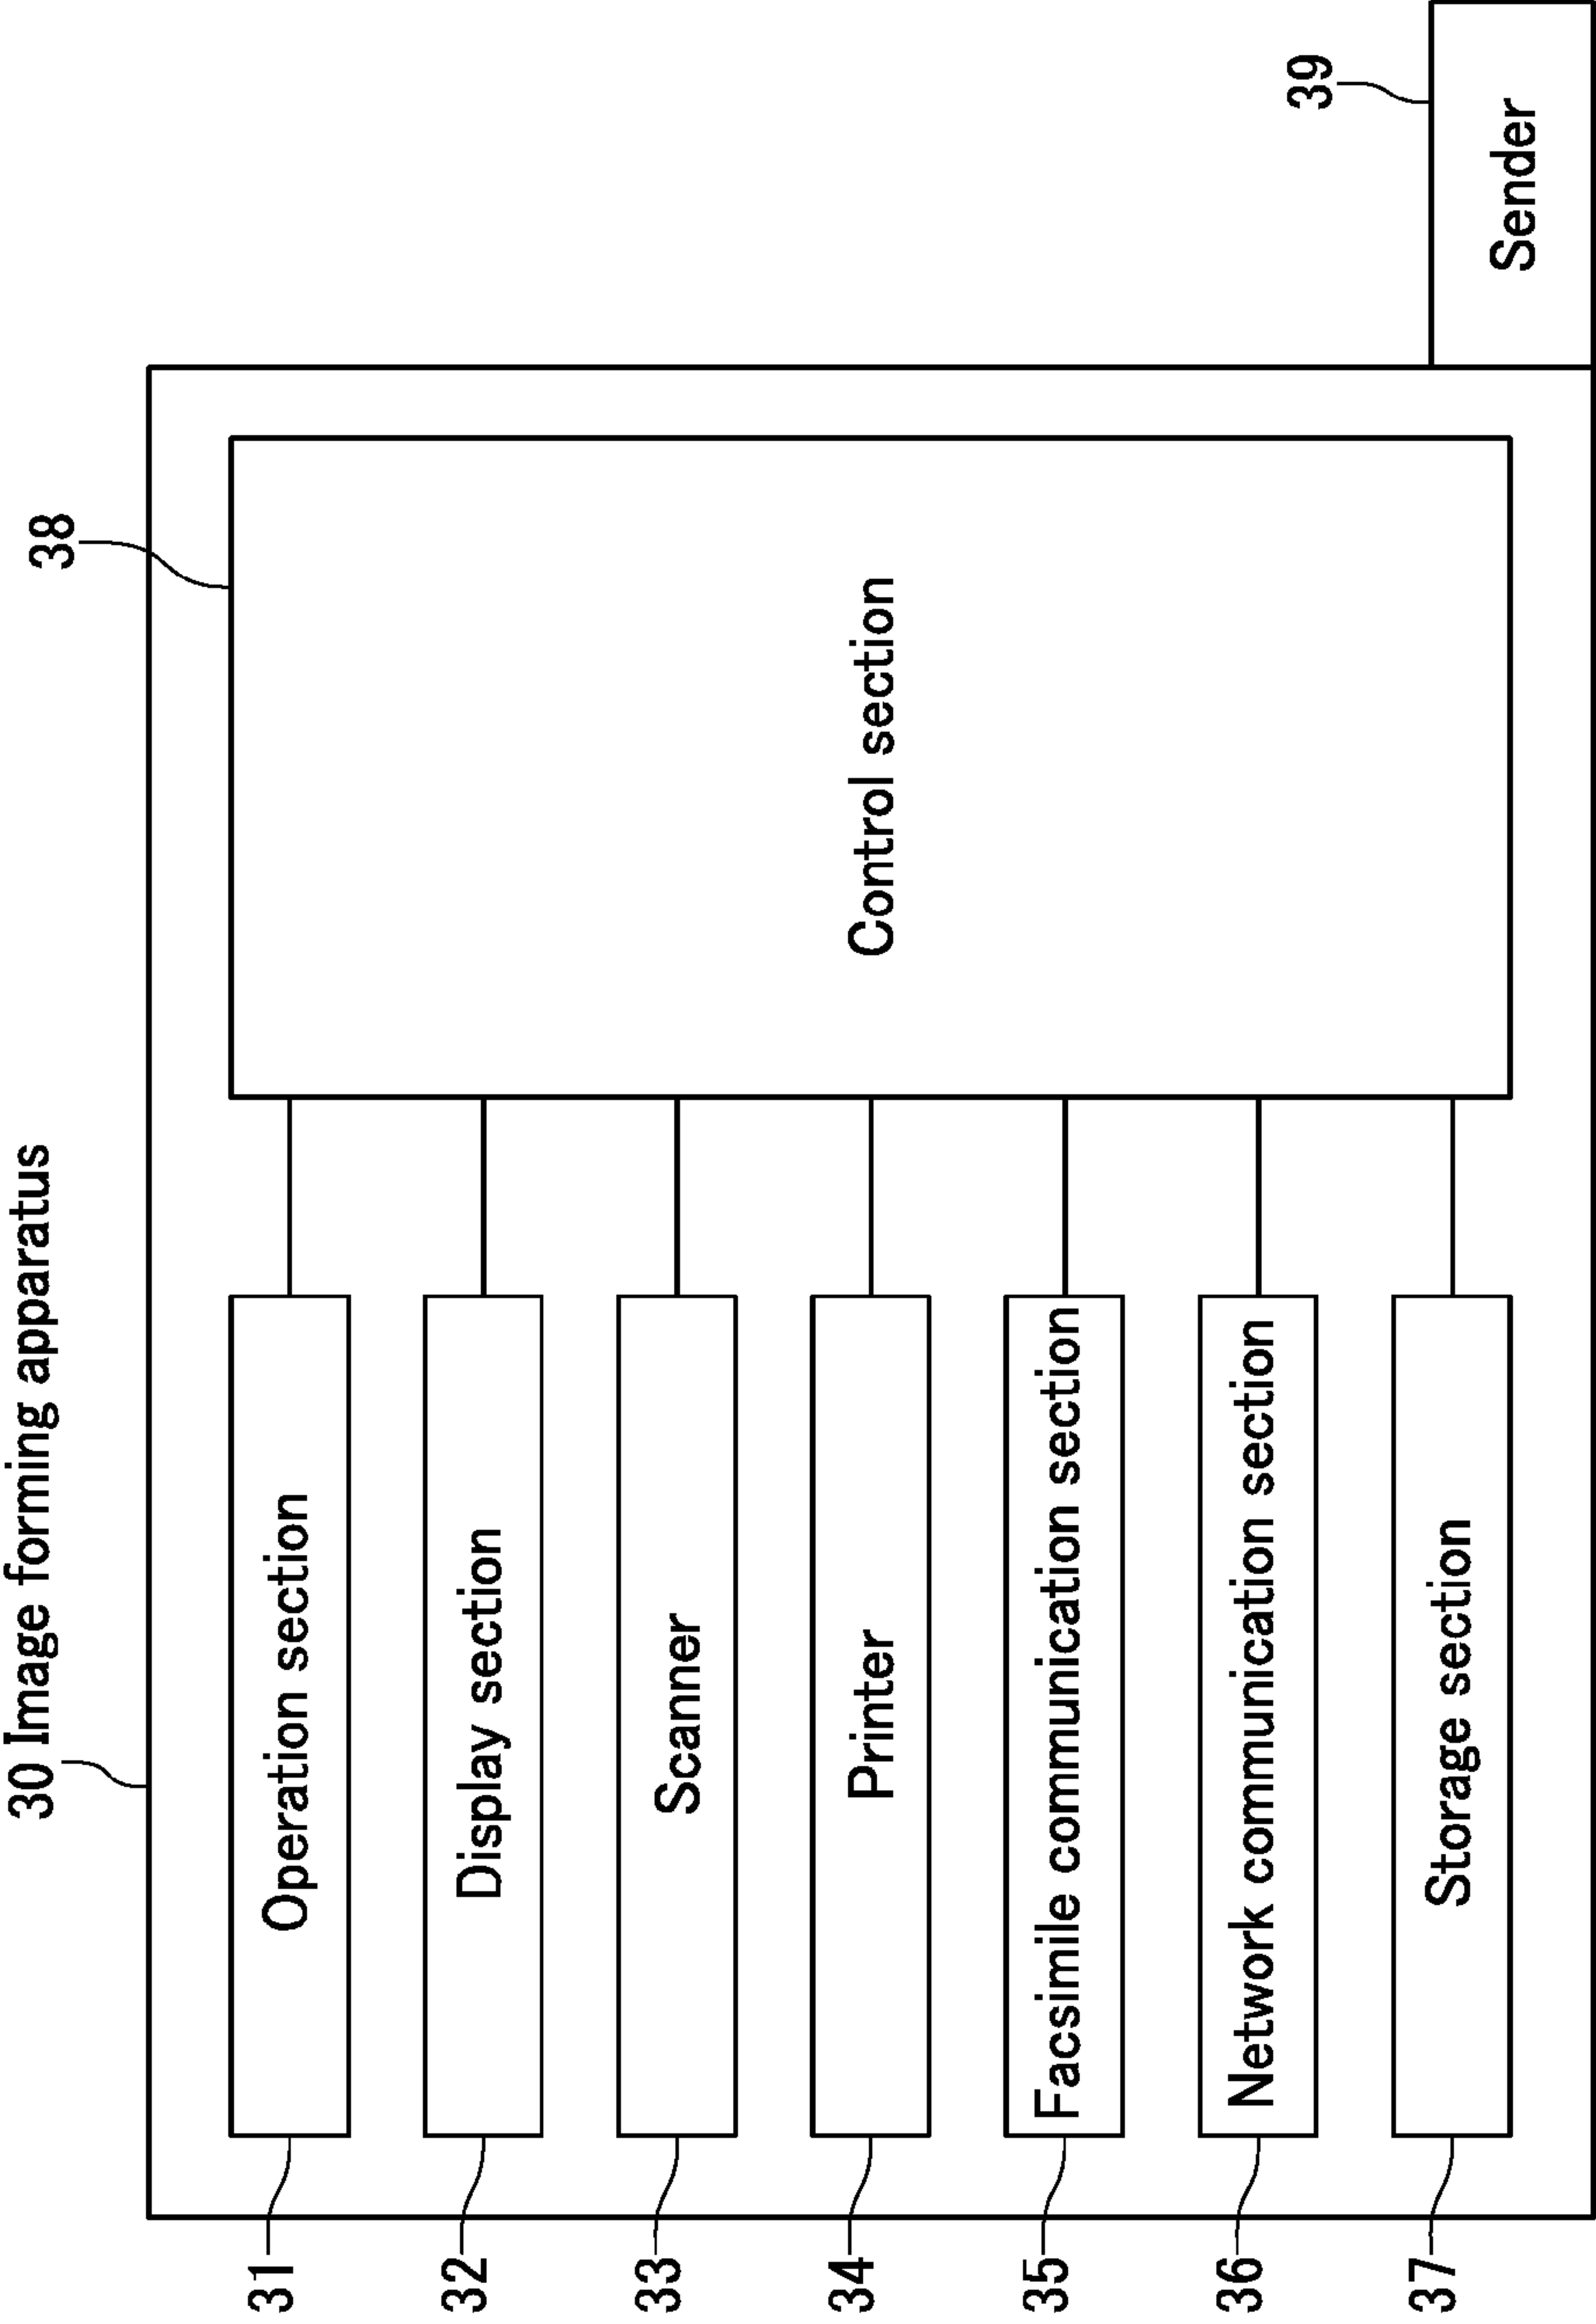 30 Image forming apparatus
38
39
31
Operation section
32
Display section
33
Scanner
34
Printer
35
Facsimile communication section
36
Network communication section
37
Storage section
Control section
Sender